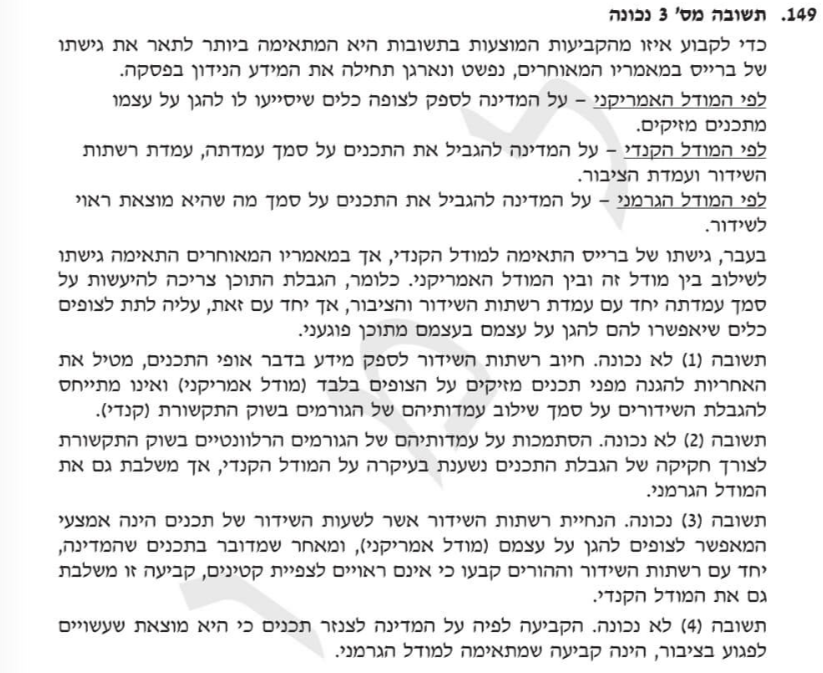 149. תשובה מס' 3 נכונה
כדי לקבוע איזו מהקביעות המוצעות בתשובות היא המתאימה ביותר לתאר את גישתו
של ברייס במאמריו המאוחרים, נפשט ונארגן תחילה את המידע הנידון בפסקה.
לפי המודל האמריקני – על המדינה לספק לצופה כלים שיסייעו לו להגן על עצמו
מתכנים מזיקים.
לפי המודל הקנדי – על המדינה להגביל את התכנים על סמך עמדתה, עמדת רשתות
השידור ועמדת הציבור.
לפי המודל הגרמני – על המדינה להגביל את התכנים על סמך מה שהיא מוצאת ראוי
לשידור.
בעבר, גישתו של ברייס התאימה למודל הקנדי, אך במאמריו המאוחרים התאימה גישתו
לשילוב בין מודל זה ובין המודל האמריקני. כלומר, הגבלת התוכן צריכה להיעשות על
סמך עמדתה יחד עם עמדת רשתות השידור והציבור, אך יחד עם זאת, עליה לתת לצופים
כלים שיאפשרו להם להגן על עצמם בעצמם מתוכן פוגעני.
תשובה (1) לא נכונה. חיוב רשתות השידור לספק מידע בדבר אופי התכנים, מטיל את
האחריות להגנה מפני תכנים מזיקים על הצופים בלבד (מודל אמריקני) ואינו מתייחס
להגבלת השידורים על סמך שילוב עמדותיהם של הגורמים בשוק התקשורת (קנדי).
תשובה (2) לא נכונה. הסתמכות על עמדותיהם של הגורמים הרלוונטיים בשוק התקשורת
לצורך חקיקה של הגבלת התכנים נשענת בעיקרה על המודל הקנדי, אך משלבת גם את
המודל הגרמני.
תשובה (3) נכונה. הנחיית רשתות השידור אשר לשעות השידור של תכנים הינה אמצעי
המאפשר לצופים להגן על עצמם (מודל אמריקני), ומאחר שמדובר בתכנים שהמדינה,
יחד עם רשתות השידור וההורים קבעו כי אינם ראויים לצפיית קטינים, קביעה זו משלבת
גם את המודל הקנדי.
תשובה (4) לא נכונה. הקביעה לפיה על המדינה לצנזר תכנים כי היא מוצאת שעשויים
לפגוע בציבור, הינה קביעה שמתאימה למודל הגרמני.